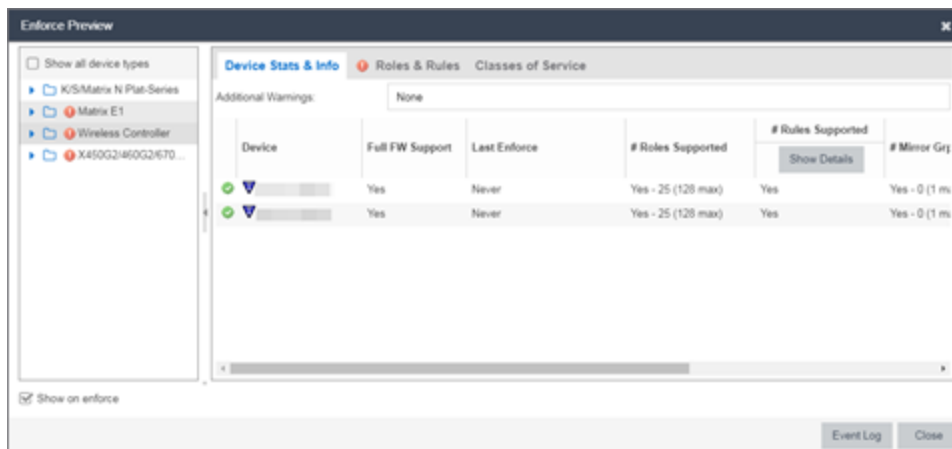 Enforce Preview
Show all device types
K/S/Matrix N Plat-Series
Matrix E1
Wireless Controller
X450G2/460G2/670...
Device Stats & Info Roles & Rules Classes of Service
Additional Warnings: None
Device Full FW Support Last Enforce # Roles Supported # Rules Supported Show Details # Mirror Grp
Yes Never Yes - 25 (128 max) Yes Yes - 0 (1 ma
Yes Never Yes - 25 (128 max) Yes Yes - 0 (1 ma
Show on enforce
Event Log Close